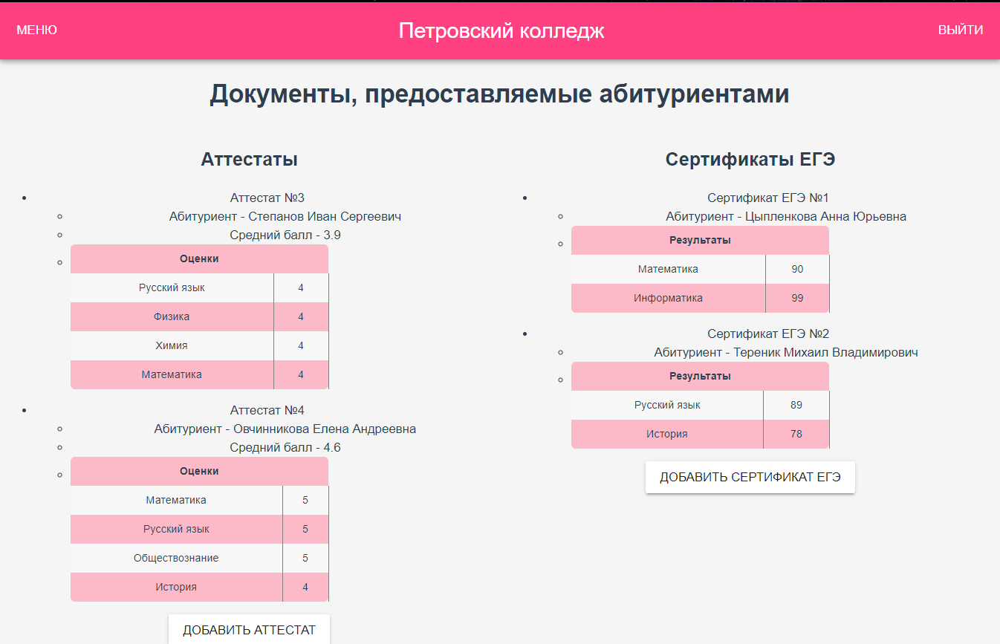 МЕНЮ
Петровский колледж
ВЫЙТИ
Документы, предоставляемые абитуриентами
Аттестаты
Аттестат №3
Абитуриент - Степанов Иван Сергеевич
Средний балл - 3.9
Оценки
Русский язык 4
Физика 4
Химия 4
Математика 4
Аттестат №4
Абитуриент - Овчинникова Елена Андреевна
Средний балл - 4.6
Оценки
Математика 5
Русский язык 5
Обществознание 5
История 4
ДОБАВИТЬ АТТЕСТАТ
Сертификаты ЕГЭ
Сертификат ЕГЭ №1
Абитуриент - Цыпленкова Анна Юрьевна
Результаты
Математика 90
Информатика 99
Сертификат ЕГЭ №2
Абитуриент - Тереник Михаил Владимирович
Результаты
Русский язык 89
История 78
ДОБАВИТЬ СЕРТИФИКАТ ЕГЭ